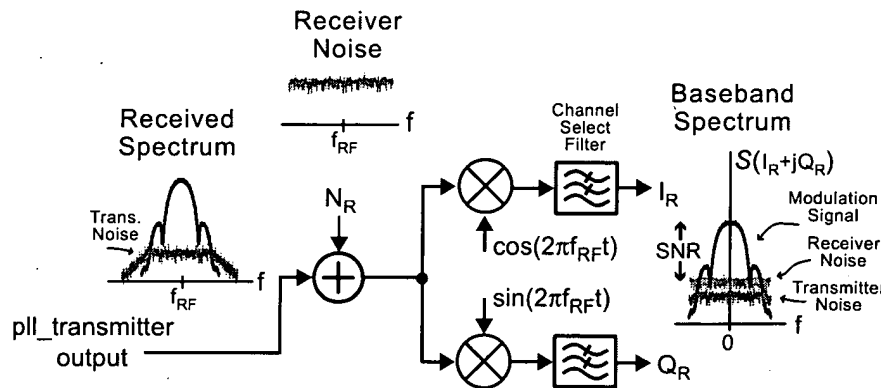 Receiver
Noise
f_RF
f
Received
Spectrum
Trans.
Noise
f_RF
f
pll_transmitter
output
N_R
Channel
Select
Filter
cos(2πf_RFt)
sin(2πf_RFt)
I_R
Q_R
Baseband
Spectrum
S(I_R+jQ_R)
Modulation
Signal
SNR
Receiver
Noise
Transmitter
Noise
f
0